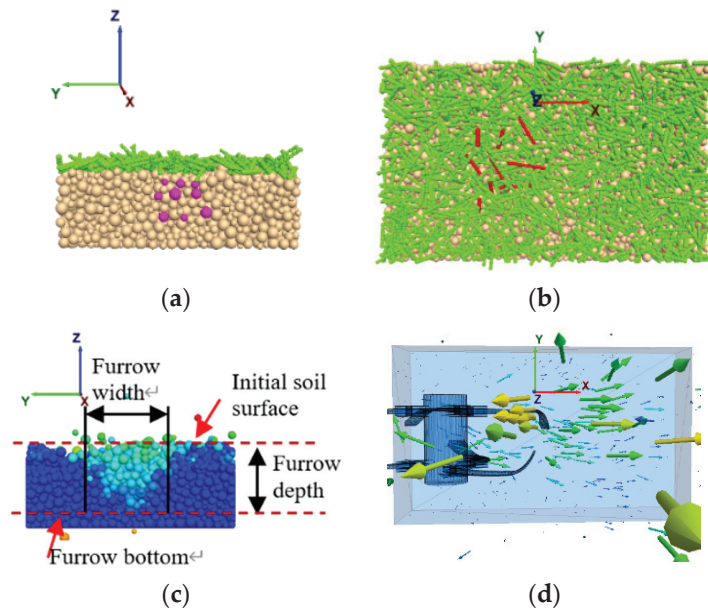 Z
Y
X
(a)
Y
Z
X
(b)
Z
Y
X
Furrow
width↵
Initial soil
surface
Furrow
depth
Furrow bottom↵
(c)
Y
Z
X
(d)